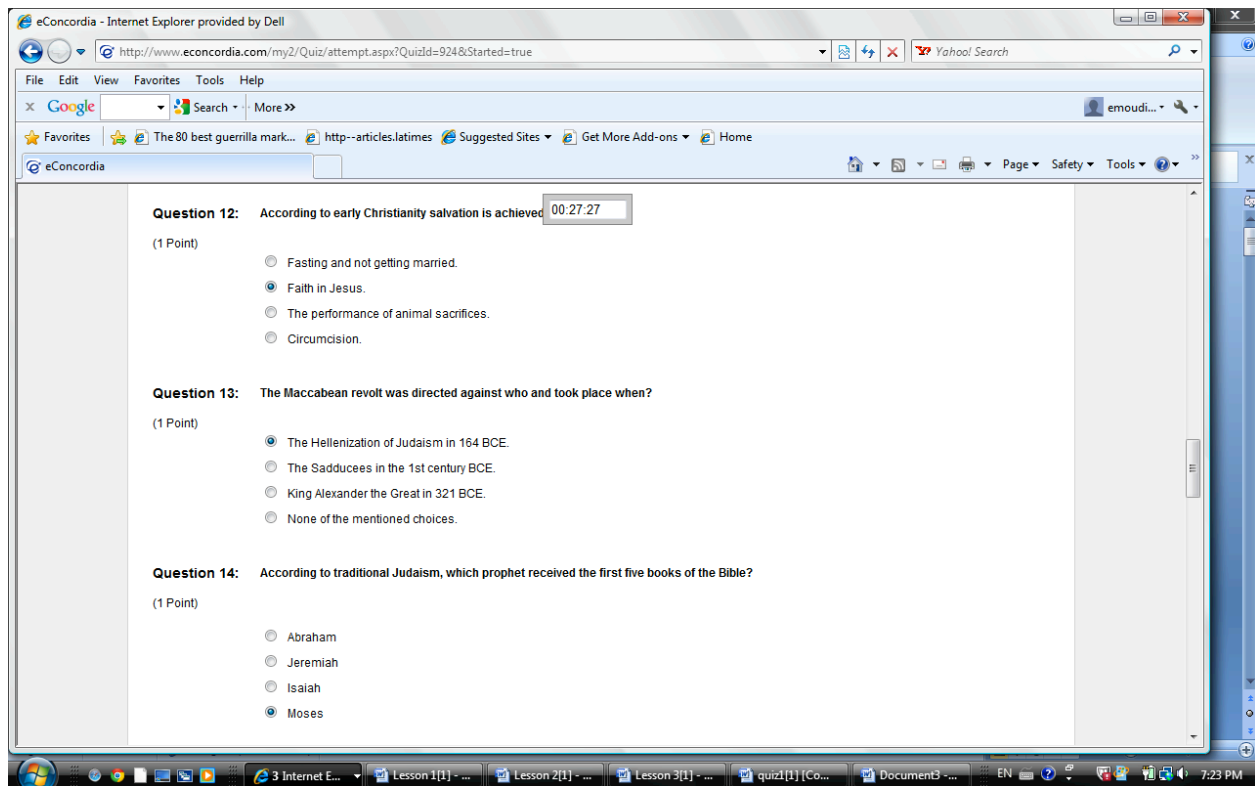 eConcordia - Internet Explorer provided by Dell
http://www.econcordia.com/my2/Quiz/attempt.aspx?QuizId=924&Started=true
Yahoo! Search
File Edit View Favorites Tools Help
x Google Search More >> emoudi...
Favorites The 80 best guerrilla mark... http--articles.latimes Suggested Sites Get More Add-ons Home
eConcordia Page Safety Tools >>
Question 12: According to early Christianity salvation is achieved 00:27:27
(1 Point)
Fasting and not getting married.
Faith in Jesus.
The performance of animal sacrifices.
Circumcision.
Question 13: The Maccabean revolt was directed against who and took place when?
(1 Point)
The Hellenization of Judaism in 164 BCE.
The Sadducees in the 1st century BCE.
King Alexander the Great in 321 BCE.
None of the mentioned choices.
Question 14: According to traditional Judaism, which prophet received the first five books of the Bible?
(1 Point)
Abraham
Jeremiah
Isaiah
Moses
3 Internet E... Lesson 1[1] - ... Lesson 2[1] - ... Lesson 3[1] - ... quiz1[1] [Co... Document3 -... EN 7:23 PM